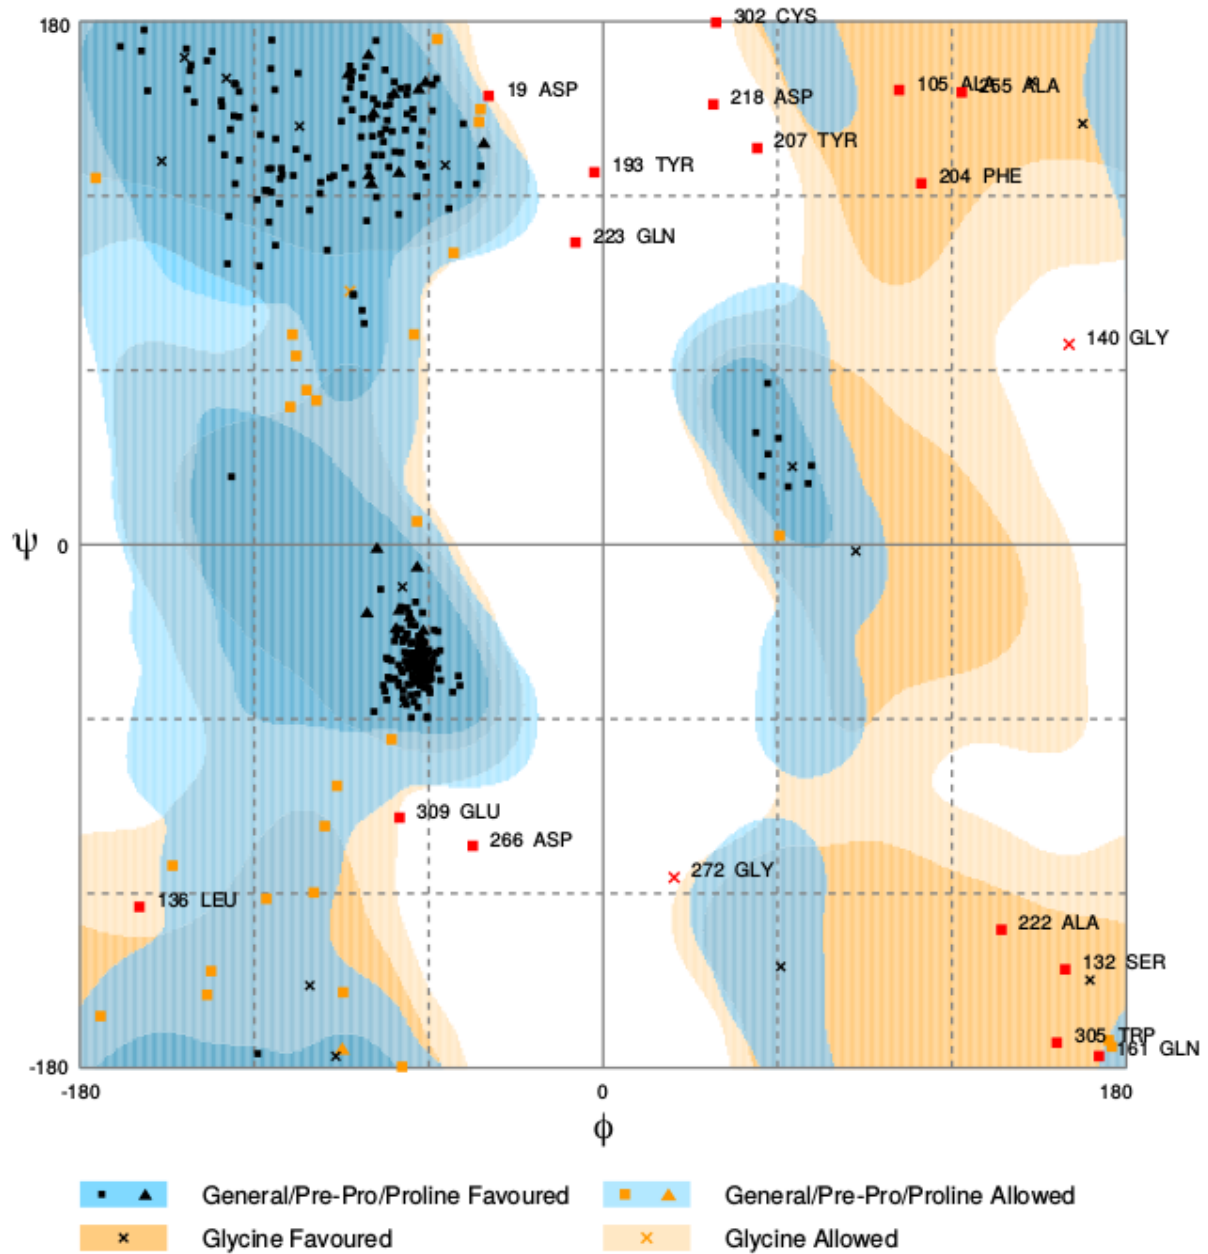 180
302 CYS
19 ASP
218 ASP
105 ALA
255 ALA
207 TYR
193 TYR
204 PHE
223 GLN
140 GLY
ψ
0
309 GLU
266 ASP
272 GLY
136 LEU
222 ALA
132 SER
305 TRP
161 GLN
-180
-180
0
180
ϕ
General/Pre-Pro/Proline Favoured
General/Pre-Pro/Proline Allowed
Glycine Favoured
Glycine Allowed